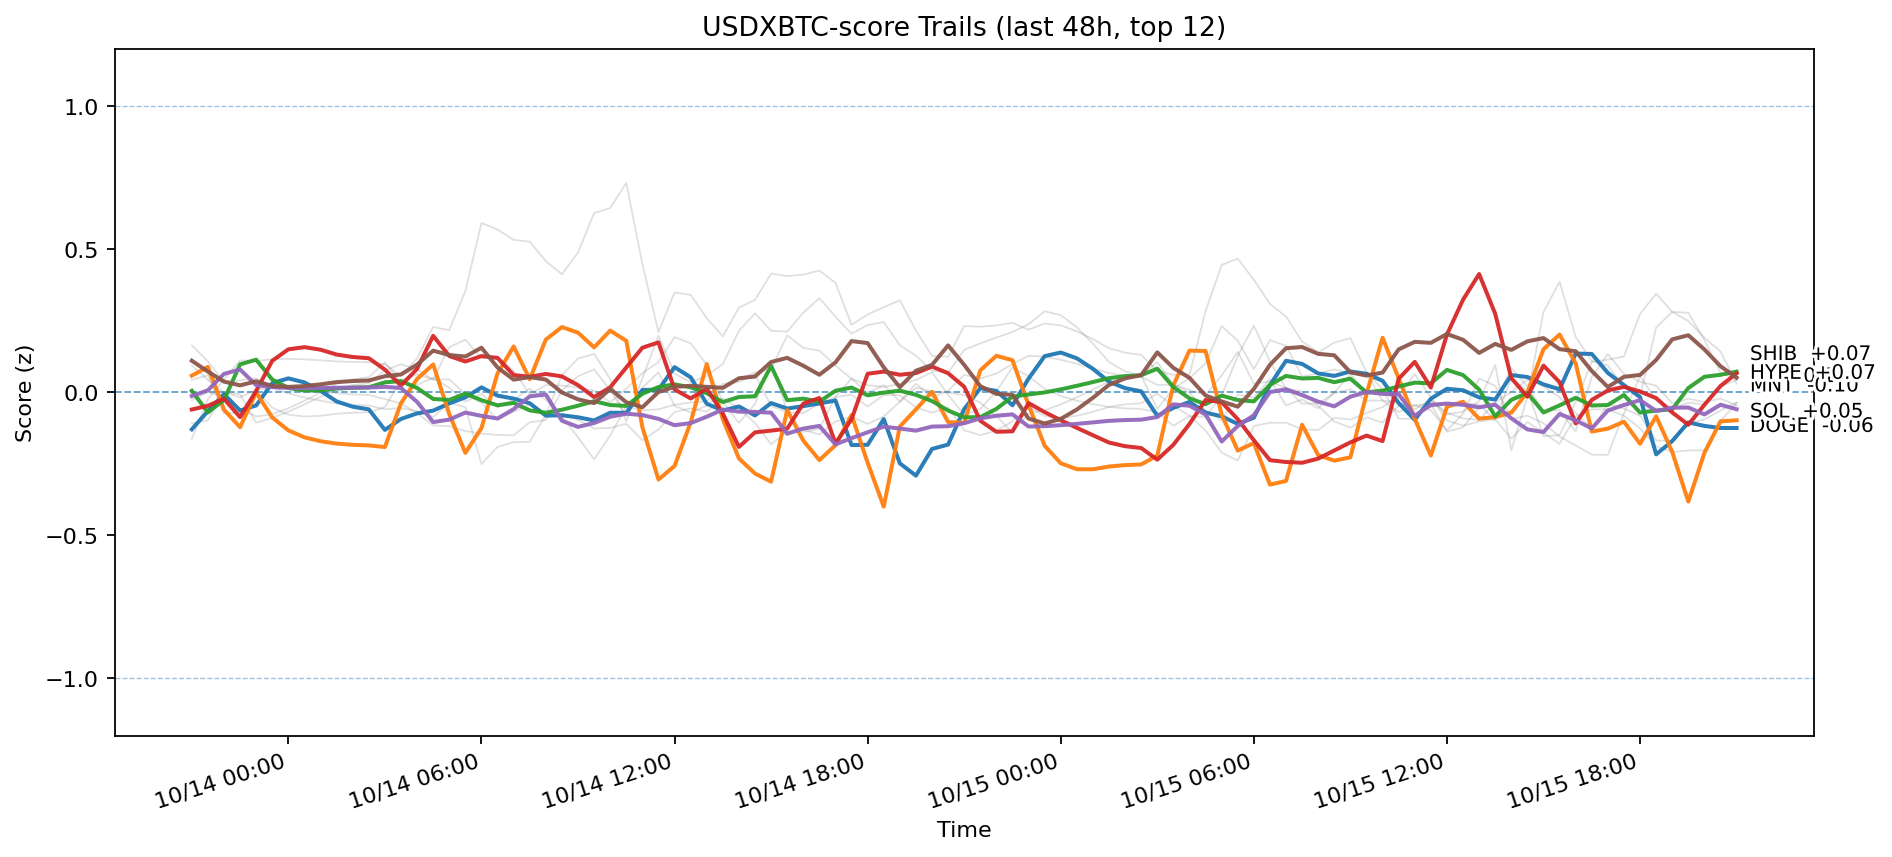 USDXBTC-score Trails (last 48h, top 12)
Score (z)
1.0
0.5
0.0
−0.5
−1.0
SHIB +0.07
HYPE +0.07
MNT -0.10
SOL +0.05
DOGE -0.06
10/14 00:00
10/14 06:00
10/14 12:00
10/14 18:00
10/15 00:00
10/15 06:00
10/15 12:00
10/15 18:00
Time